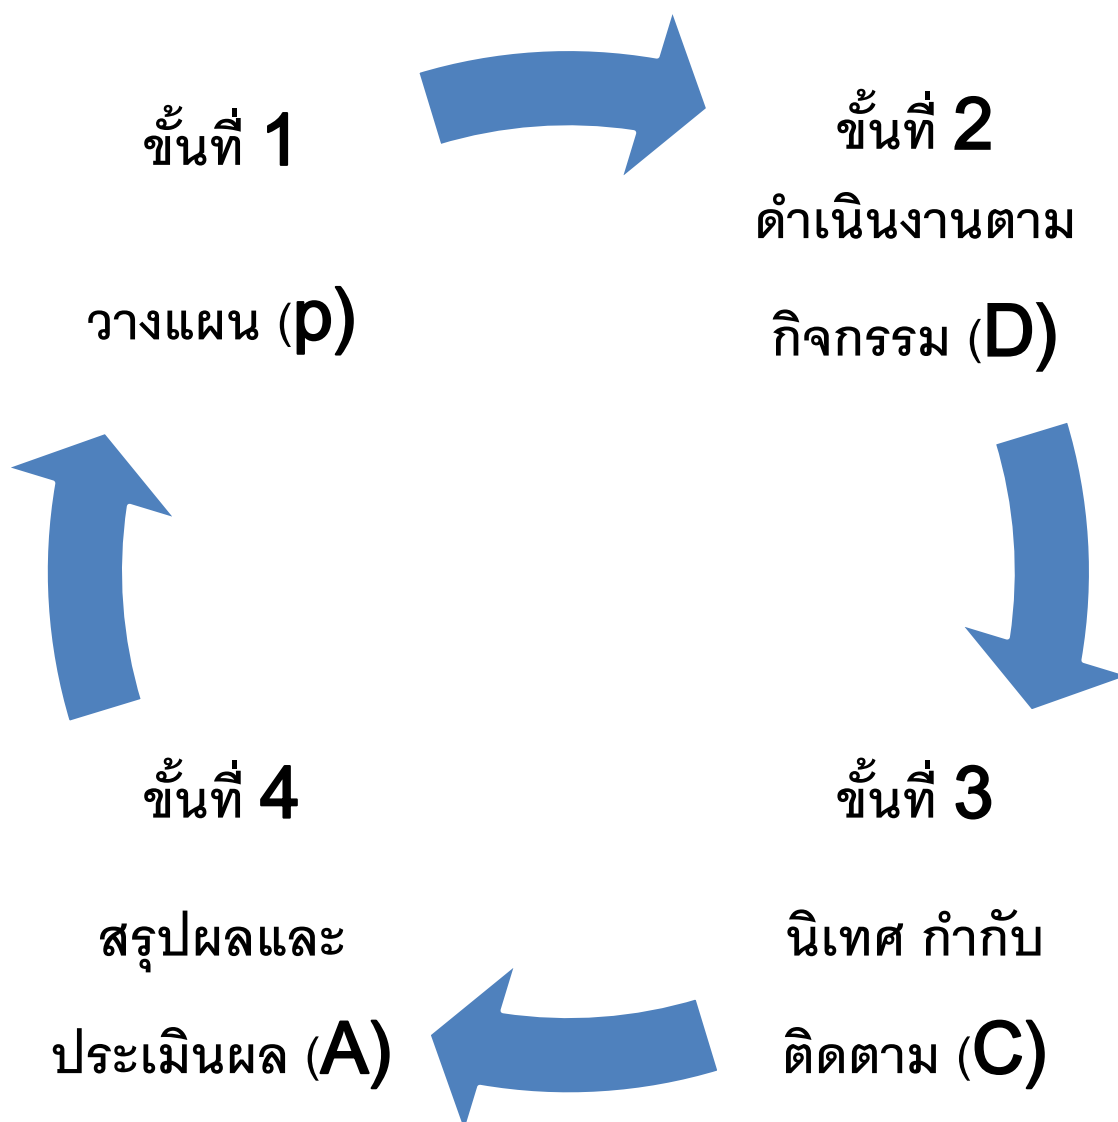 ขั้นที่ 1
วางแผน (p)
ขั้นที่ 2
ดำเนินงานตาม
กิจกรรม (D)
ขั้นที่ 3
นิเทศ กำกับ
ติดตาม (C)
ขั้นที่ 4
สรุปผลและ
ประเมินผล (A)